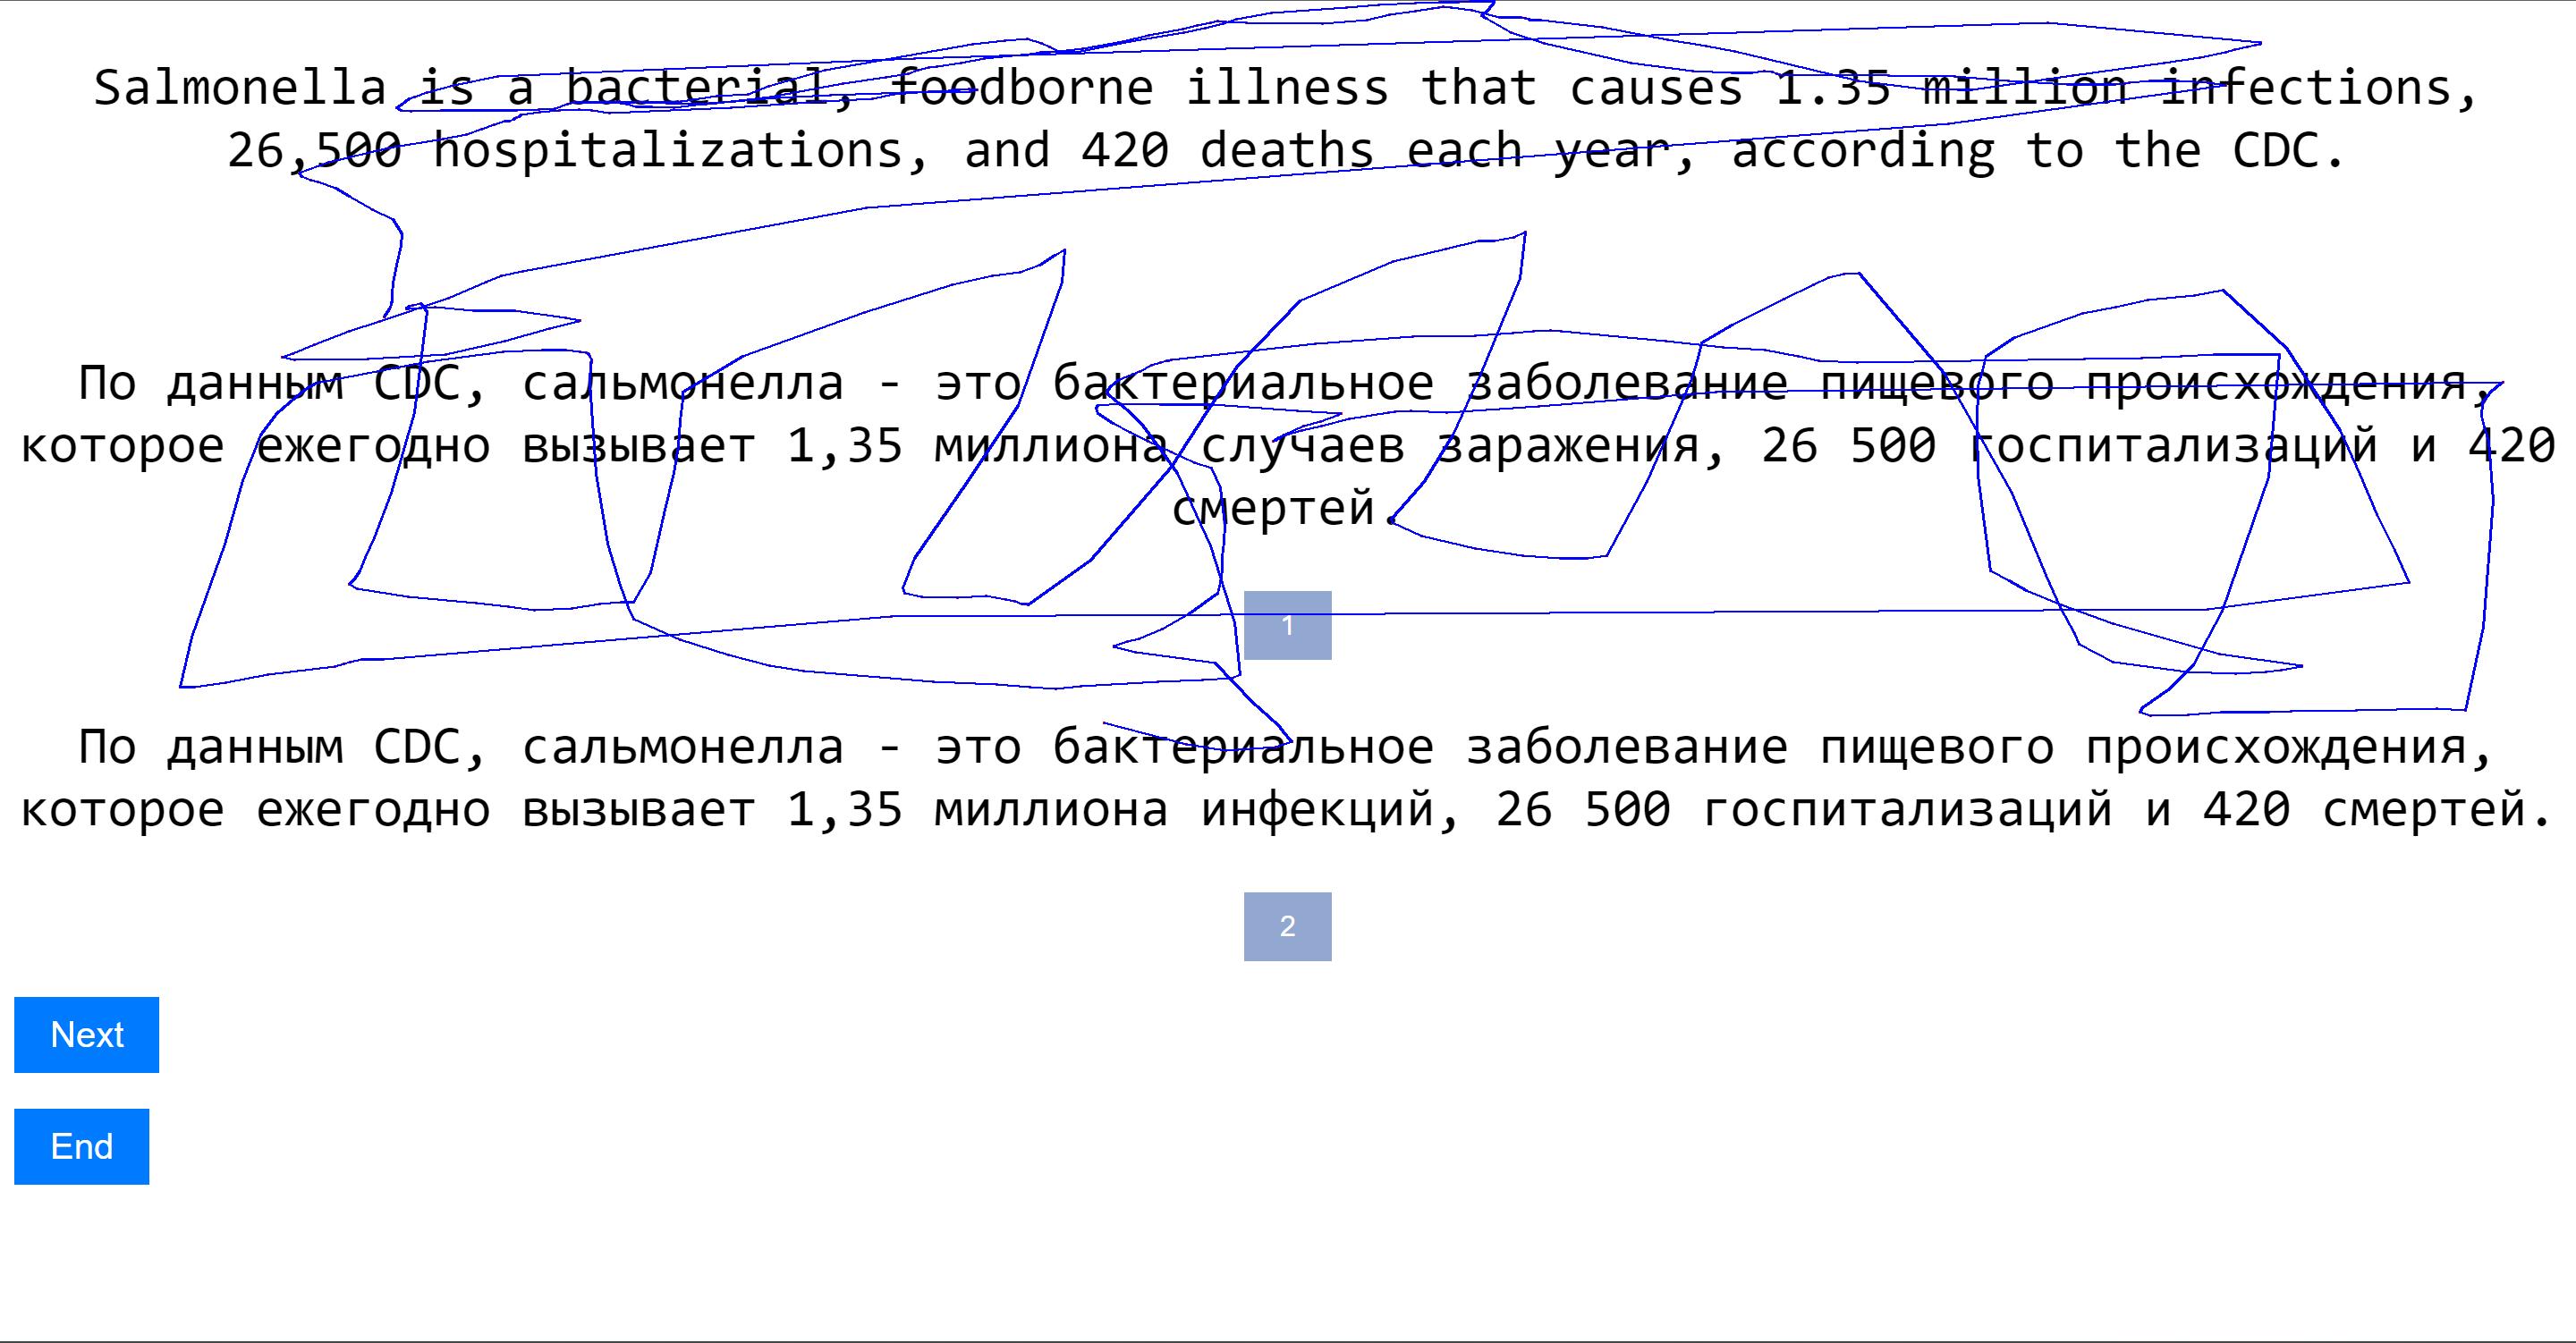 Salmonella is a bacterial, foodborne illness that causes 1.35 million infections,
26,500 hospitalizations, and 420 deaths each year, according to the CDC.
По данным CDC, сальмонелла - это бактериальное заболевание пищевого происхождения,
которое ежегодно вызывает 1,35 миллиона случаев заражения, 26 500 госпитализаций и 420
смертей.
1
По данным CDC, сальмонелла - это бактериальное заболевание пищевого происхождения,
которое ежегодно вызывает 1,35 миллиона инфекций, 26 500 госпитализаций и 420 смертей.
2
Next
End